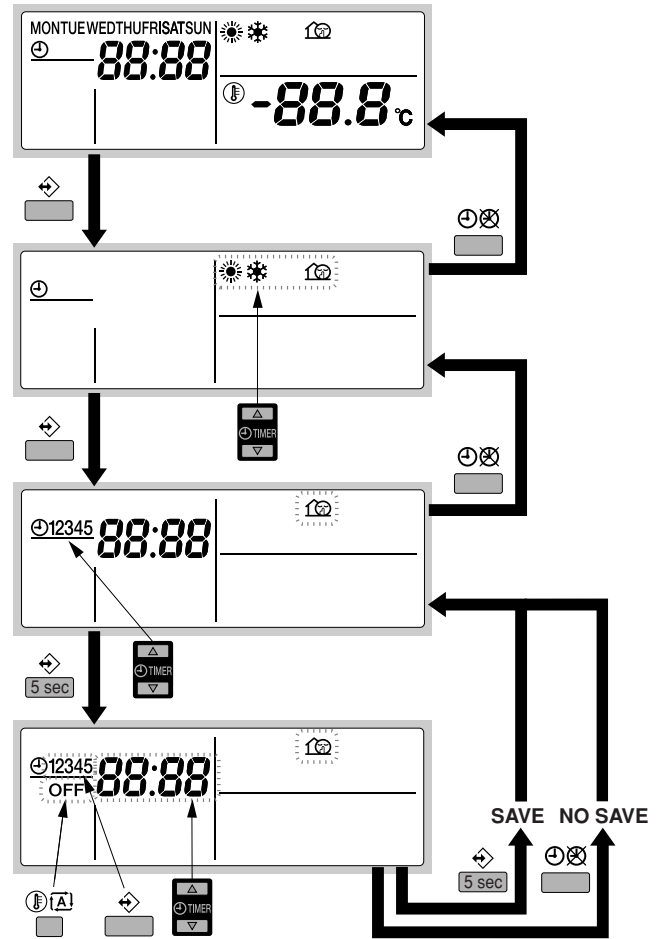 MONTUEWEDTHUFRISATSUN
88:88
-88.8 °C
TIMER
12345 88:88
TIMER
5 sec
12345 88:88
OFF
SAVE NO SAVE
5 sec
A
TIMER